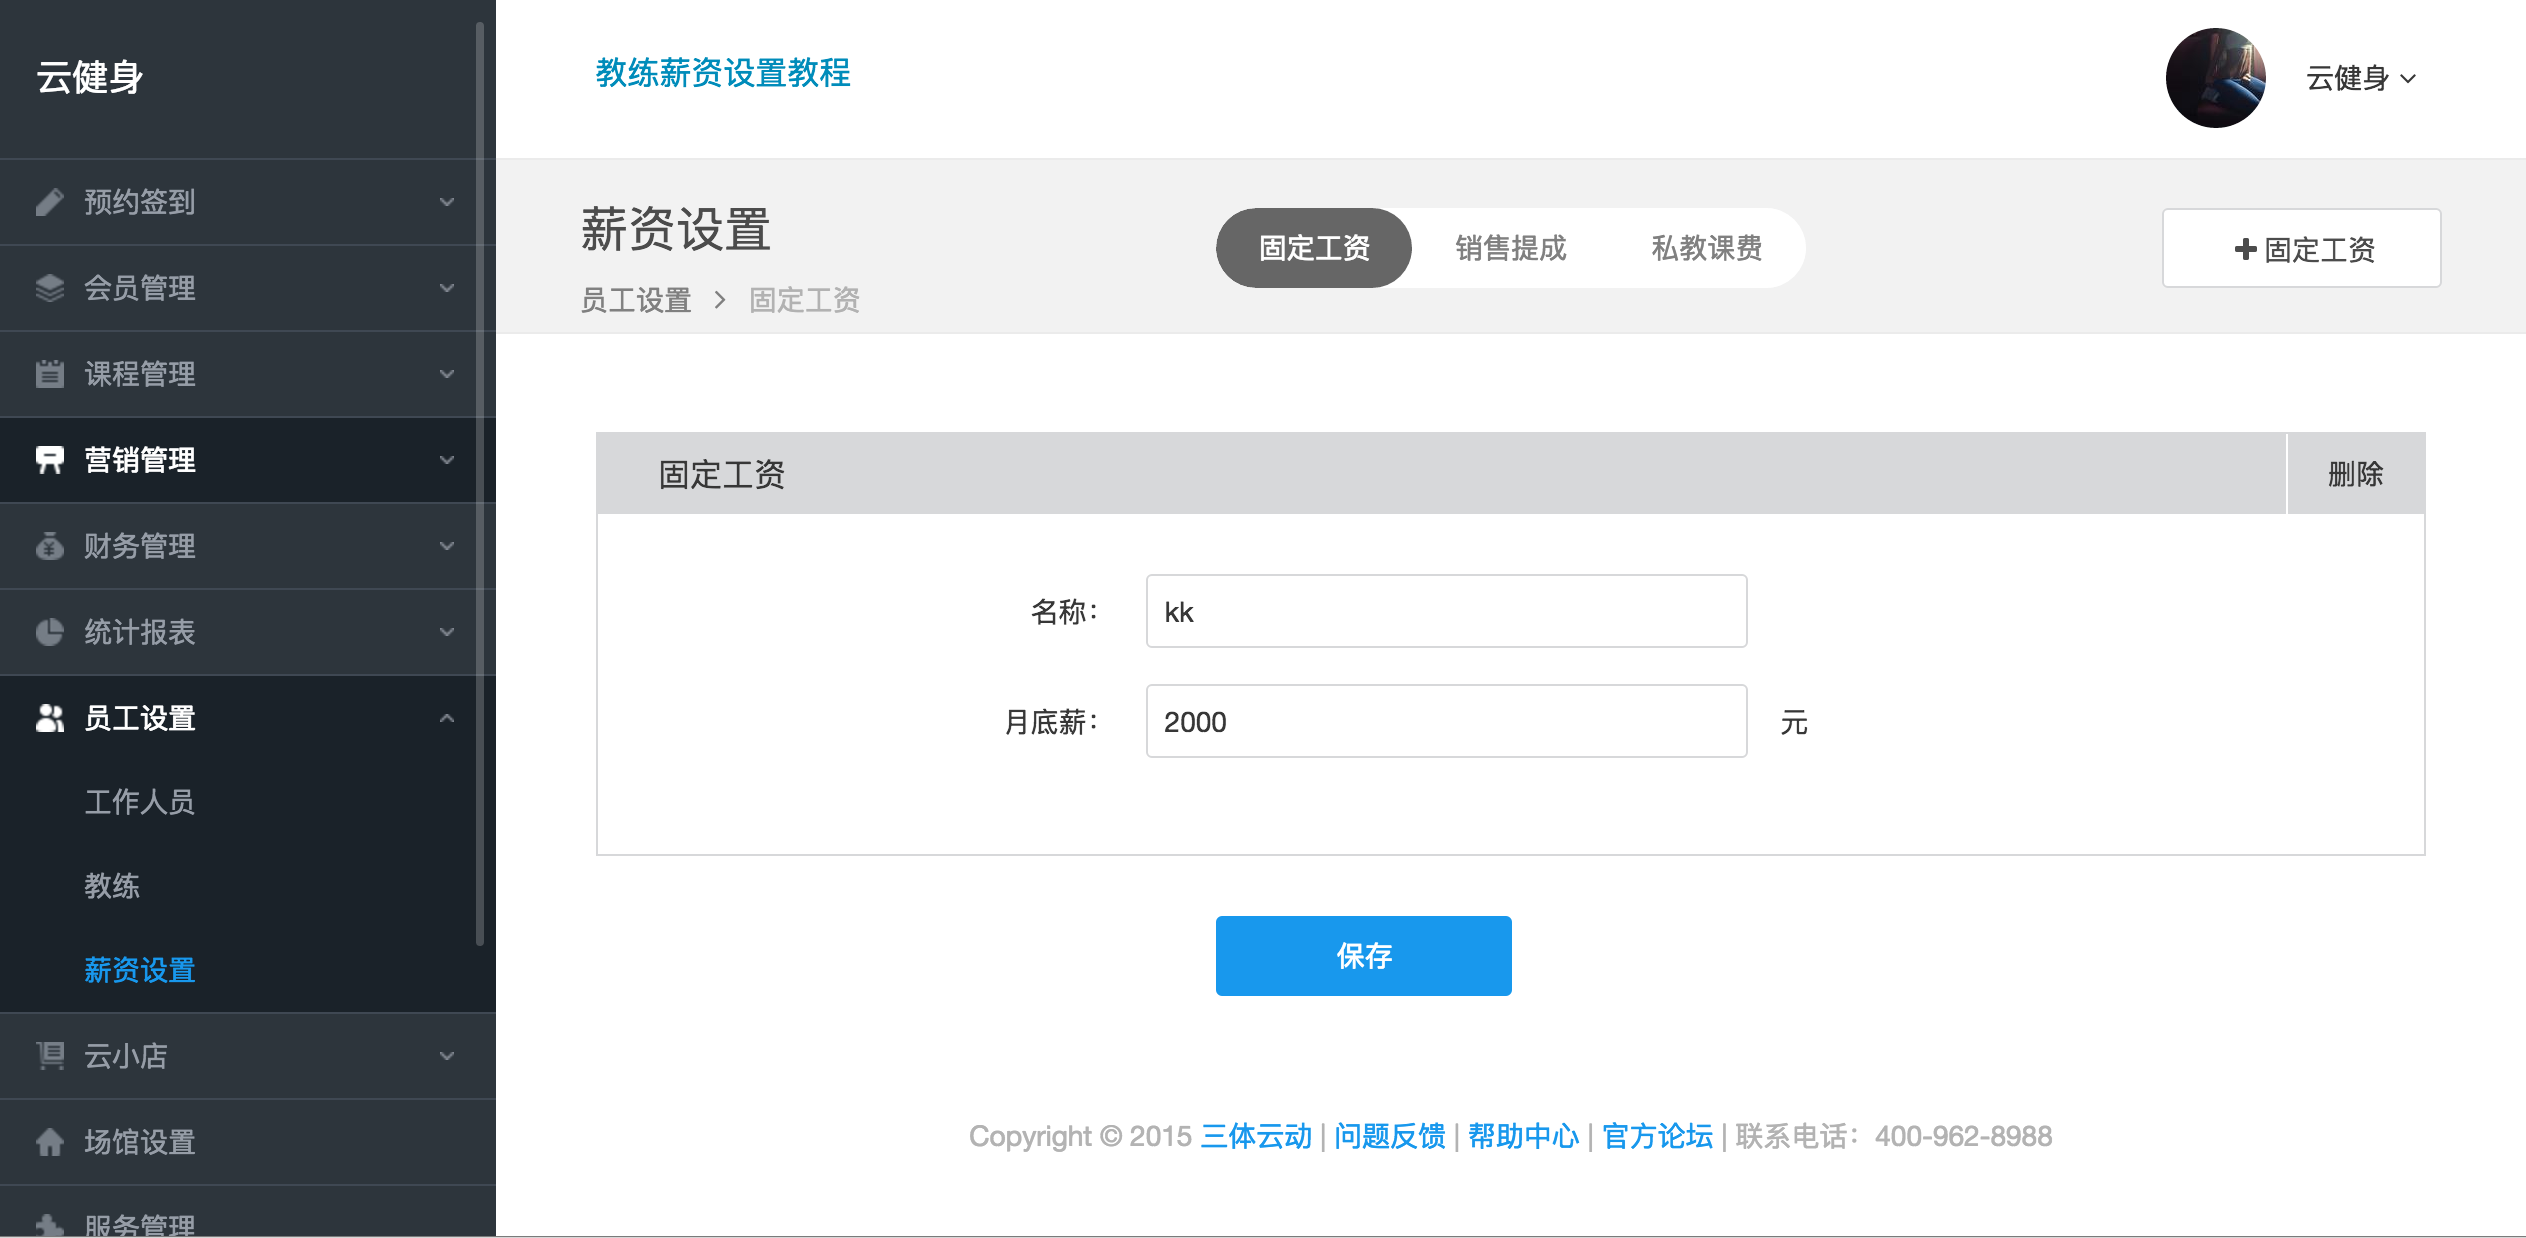 云健身
预约签到
会员管理
课程管理
营销管理
财务管理
统计报表
员工设置
工作人员
教练
薪资设置
云小店
场馆设置
服务管理
教练薪资设置教程
云健身
薪资设置
员工设置 > 固定工资
固定工资 销售提成 私教课费
+固定工资
固定工资 删除
名称： kk
月底薪： 2000 元
保存
Copyright © 2015 三体云动 | 问题反馈 | 帮助中心 | 官方论坛 | 联系电话：400-962-8988